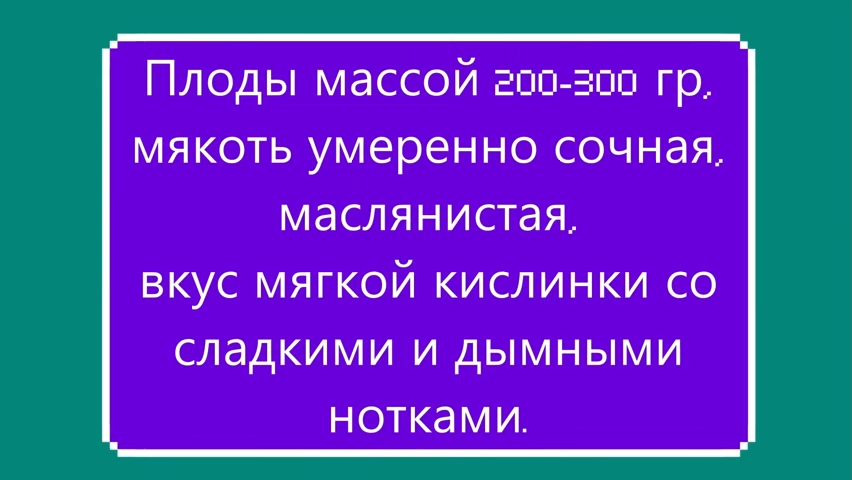 Плоды массой 200-300 гр,
мякоть умеренно сочная,
маслянистая,
вкус мягкой кислинки со
сладкими и дымными
нотками.